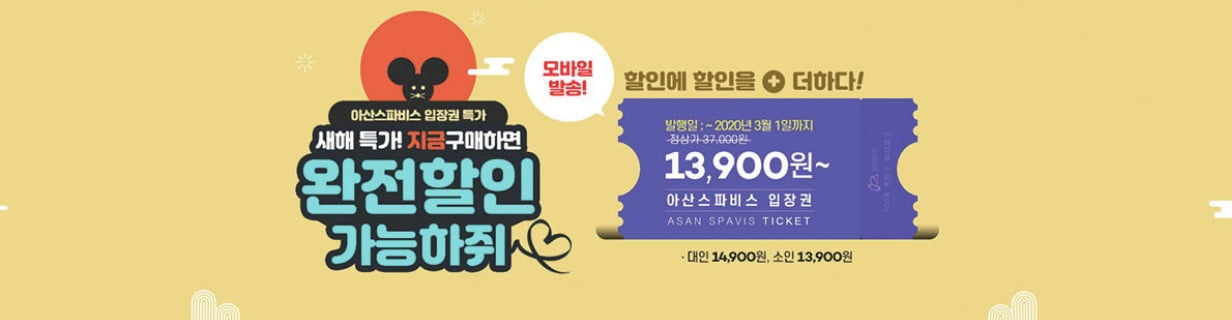 아산스파비스 입장권 특가
새해 특가! 지금구매하면
완전할인
가능하쥐
모바일
발송!
할인에 할인을 + 더하다!
발행일 : ~ 2020년 3월 1일까지
정상가 37,000원
13,900원~
아산스파비스 입장권
ASAN SPAVIS TICKET
· 대인 14,900원, 소인 13,900원